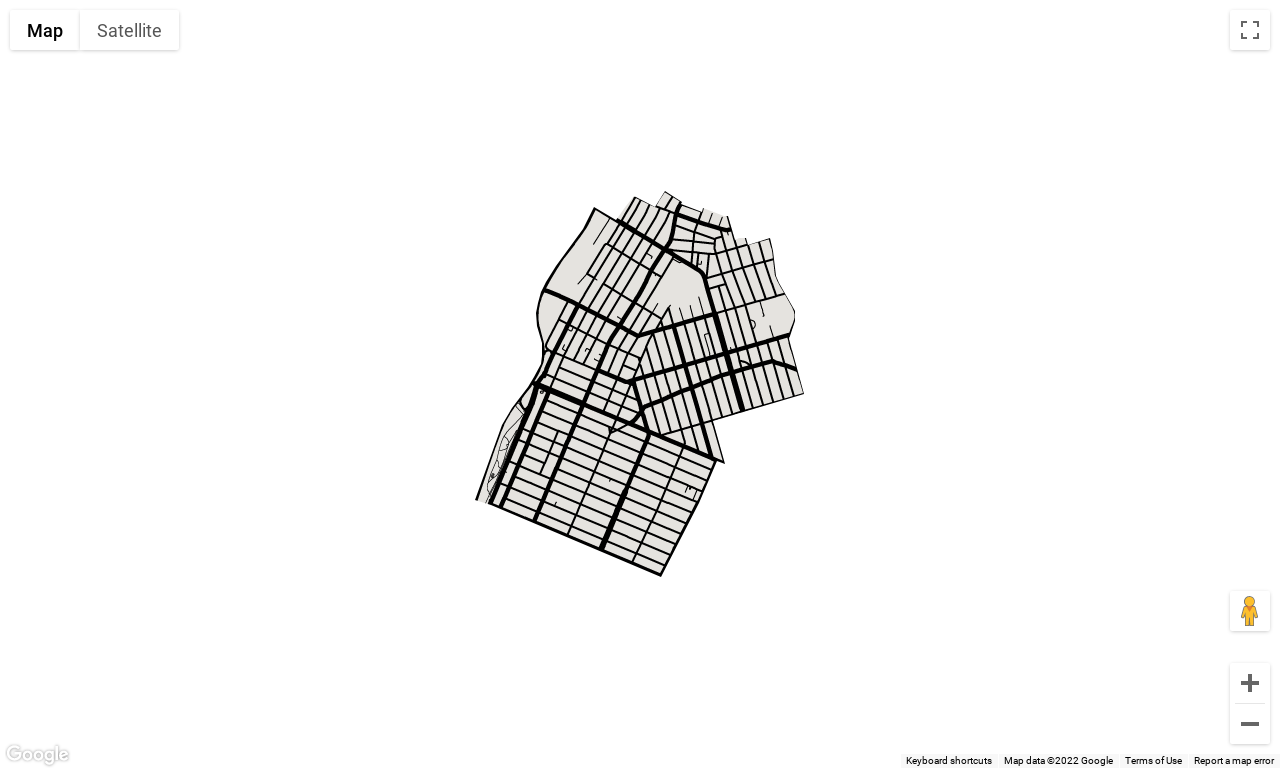 Map
Satellite
Google
Keyboard shortcuts
Map data ©2022 Google
Terms of Use
Report a map error